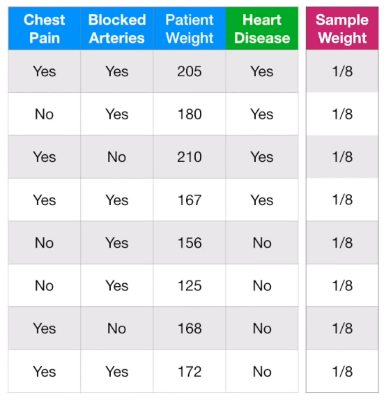 Chest Pain Blocked Arteries Patient Weight Heart Disease Sample Weight
Yes Yes 205 Yes 1/8
No Yes 180 Yes 1/8
Yes No 210 Yes 1/8
Yes Yes 167 Yes 1/8
No Yes 156 No 1/8
No Yes 125 No 1/8
Yes No 168 No 1/8
Yes Yes 172 No 1/8